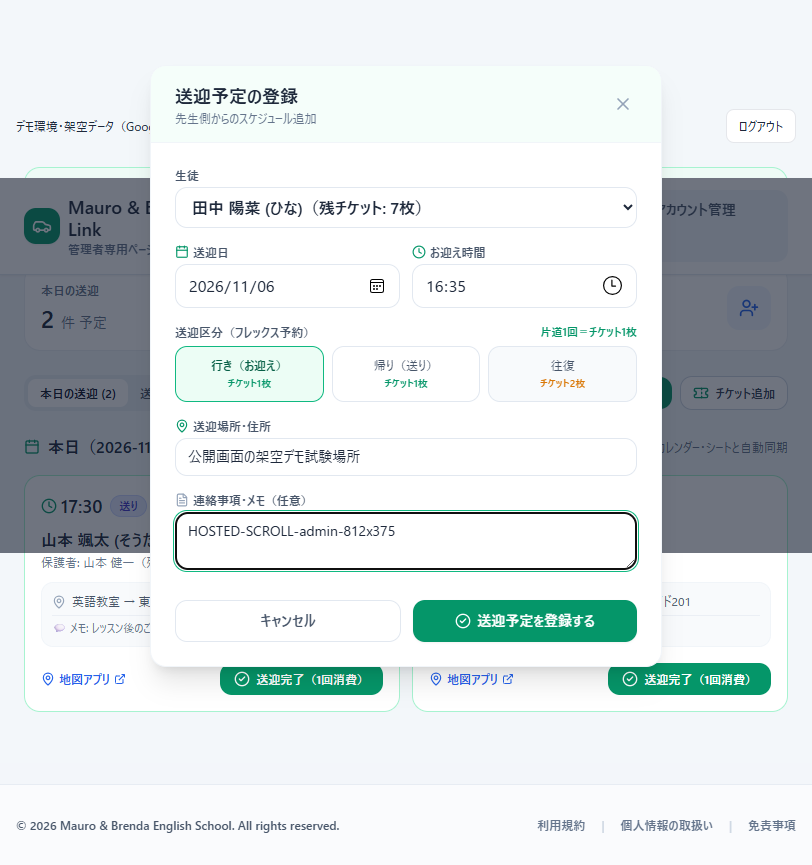 送迎予定の登録
先生側からのスケジュール追加
デモ環境・架空データ（Goo
ログアウト
生徒
田中 陽菜 (ひな)（残チケット: 7枚）
Mauro &
Link
管理者専用ペー
アカウント管理
送迎日
お迎え時間
2026/11/06
16:35
本日の送迎
2 件 予定
送迎区分（フレックス予約）
片道1回＝チケット1枚
行き（お迎え）
チケット1枚
帰り（送り）
チケット1枚
往復
チケット2枚
本日の送迎 (2)
送
チケット追加
送迎場所・住所
公開画面の架空デモ試験場所
本日（2026-11
カレンダー・シートと自動同期
連絡事項・メモ（任意）
HOSTED-SCROLL-admin-812x375
17:30 送り
山本 颯太 (そうた
保護者: 山本 健一（
英語教室 → 東
ド201
メモ: レッスン後のご
キャンセル
送迎予定を登録する
地図アプリ
送迎完了（1回消費）
地図アプリ
送迎完了（1回消費）
© 2026 Mauro & Brenda English School. All rights reserved.
利用規約 | 個人情報の取扱い | 免責事項